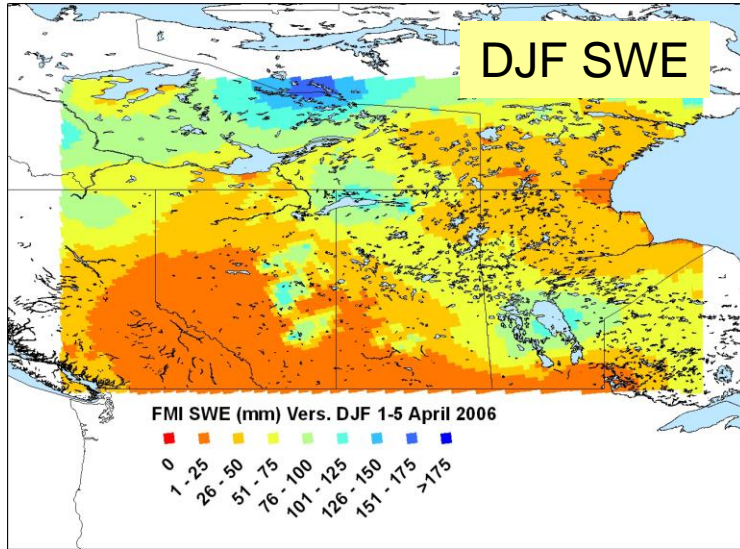 DJF SWE
FMI SWE (mm) Vers. DJF 1-5 April 2006
0
1 - 25
26 - 50
51 - 75
76 - 100
101 - 125
126 - 150
151 - 175
>175